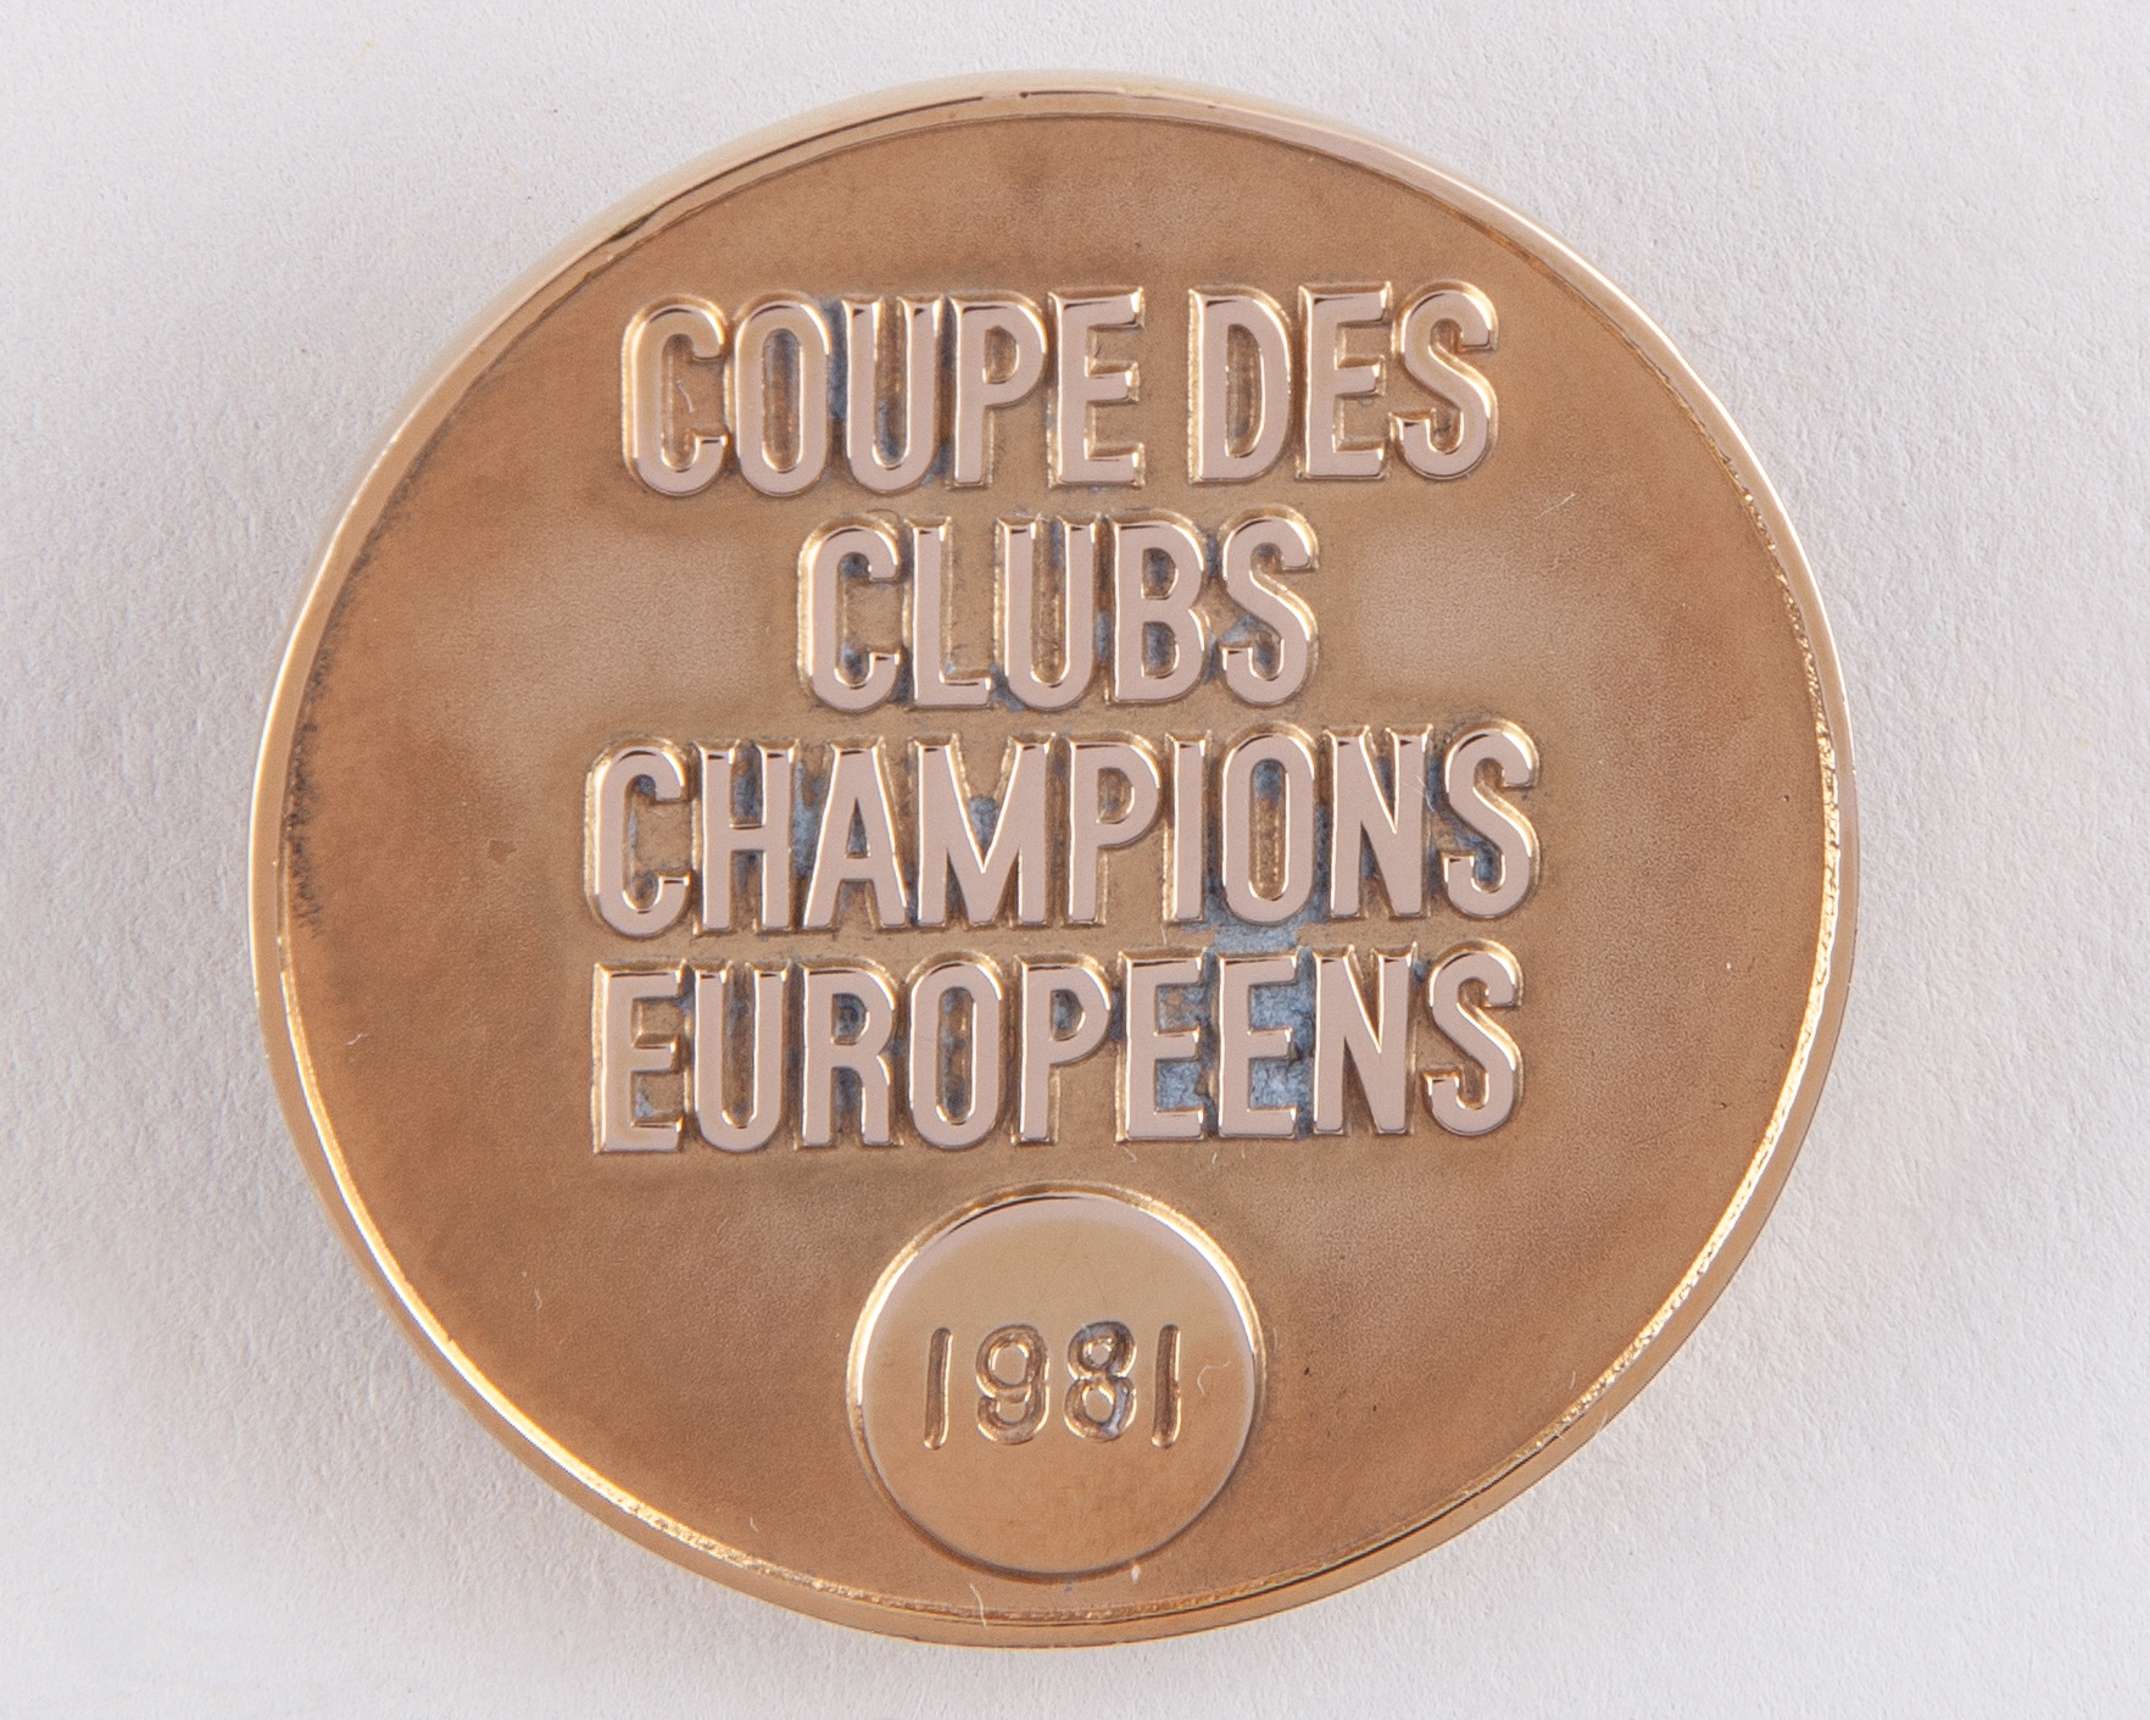 COUPE DES
CLUBS
CHAMPIONS
EUROPEENS
1981